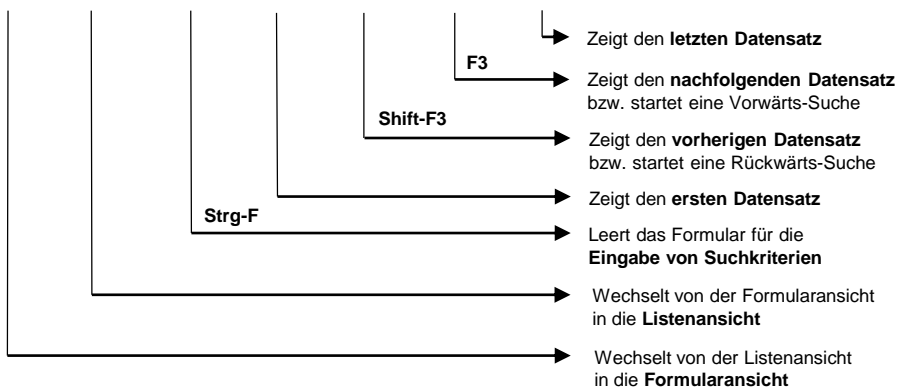 Zeigt den letzten Datensatz
F3
Zeigt den nachfolgenden Datensatz
bzw. startet eine Vorwärts-Suche
Shift-F3
Zeigt den vorherigen Datensatz
bzw. startet eine Rückwärts-Suche
Zeigt den ersten Datensatz
Strg-F
Leert das Formular für die
Eingabe von Suchkriterien
Wechselt von der Formularansicht
in die Listenansicht
Wechselt von der Listenansicht
in die Formularansicht